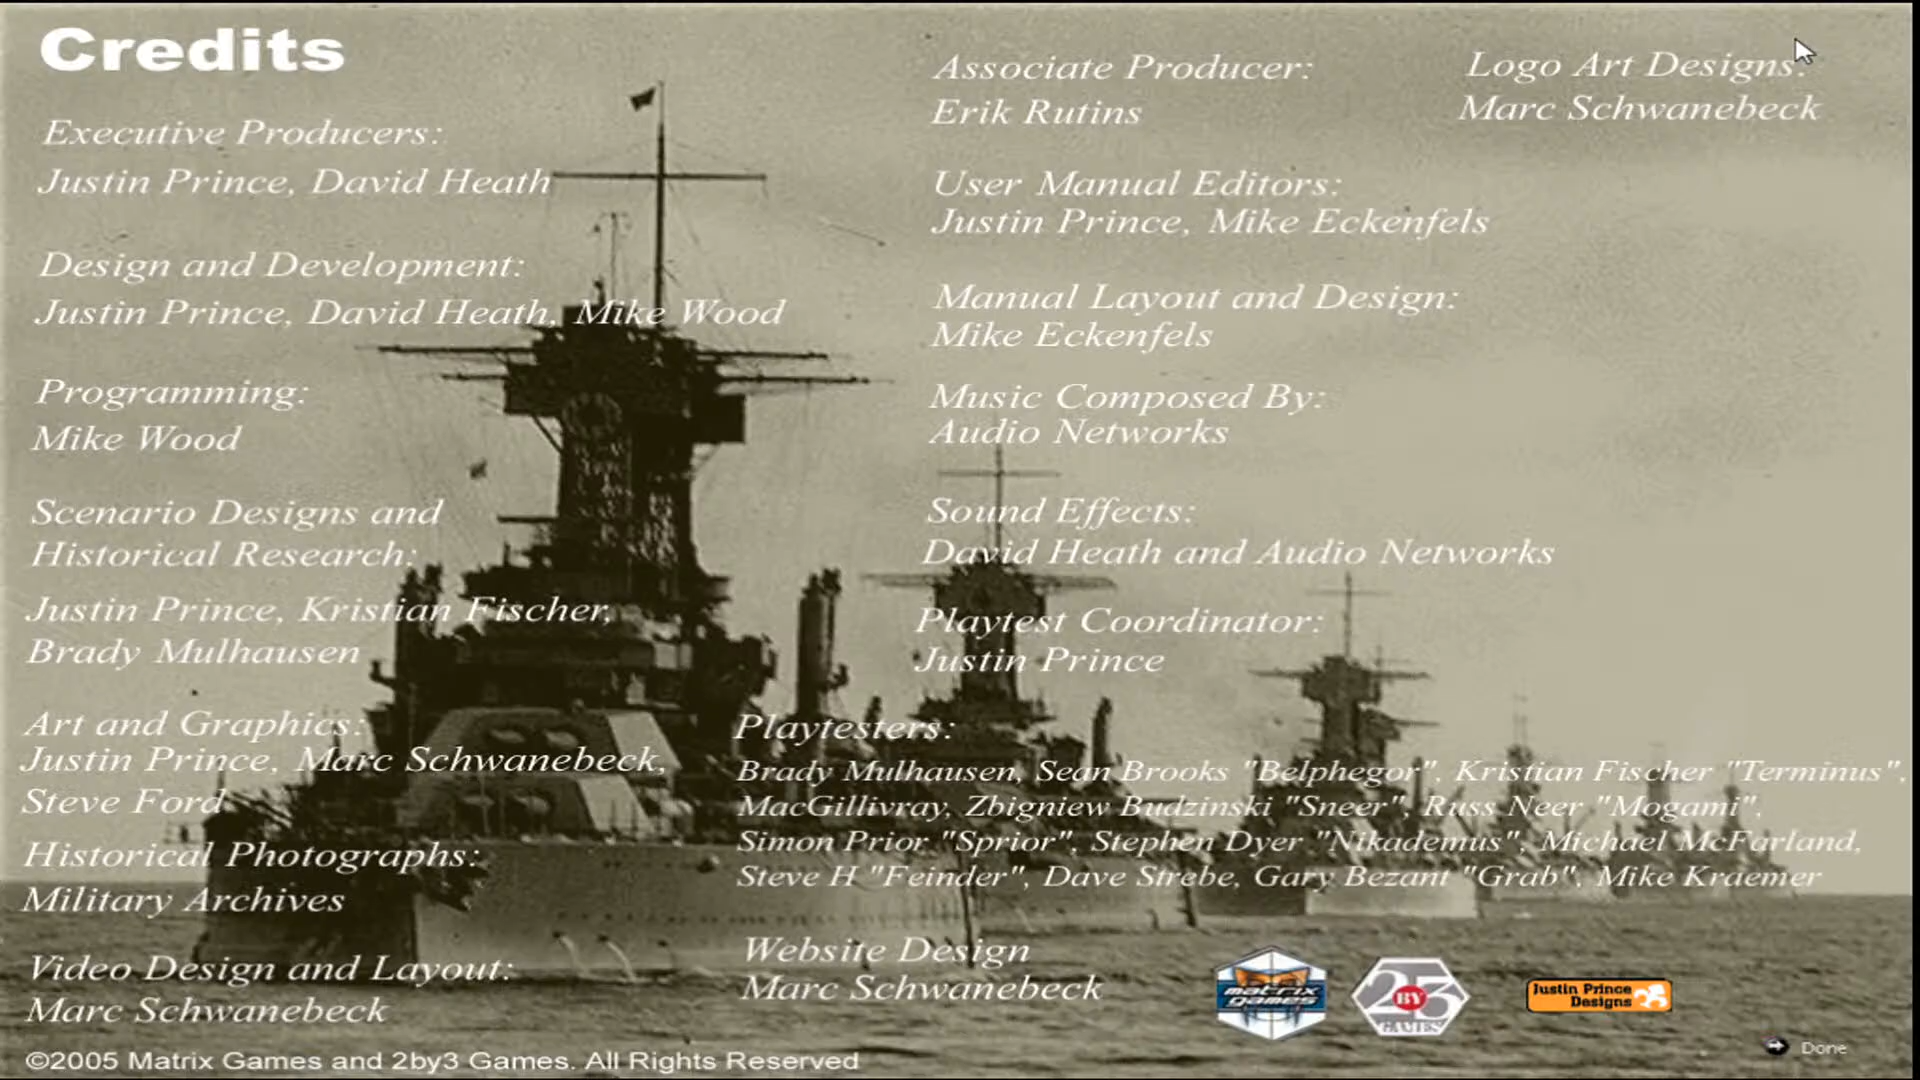 Credits
Executive Producers:
Justin Prince, David Heath
Design and Development:
Justin Prince, David Heath, Mike Wood
Programming:
Mike Wood
Scenario Designs and
Historical Research:
Justin Prince, Kristian Fischer,
Brady Mulhausen
Art and Graphics:
Justin Prince, Marc Schwanebeck,
Steve Ford
Historical Photographs:
Military Archives
Video Design and Layout:
Marc Schwanebeck
Associate Producer:
Erik Rutins
User Manual Editors:
Justin Prince, Mike Eckenfels
Manual Layout and Design:
Mike Eckenfels
Music Composed By:
Audio Networks
Sound Effects:
David Heath and Audio Networks
Playtest Coordinator:
Justin Prince
Playtesters:
Brady Mulhausen, Sean Brooks "Belphegor", Kristian Fischer "Terminus",
MacGillivray, Zbigniew Budzinski "Sneer", Russ Neer "Mogami",
Simon Prior "Sprior", Stephen Dyer "Nikademus", Michael McFarland,
Steve H "Feinder", Dave Strebe, Gary Bezant "Grab", Mike Kraemer
Website Design
Marc Schwanebeck
Logo Art Designs:
Marc Schwanebeck
matrix
games
2 BY 3
GAMES
Justin Prince
Designs
Done
©2005 Matrix Games and 2by3 Games. All Rights Reserved